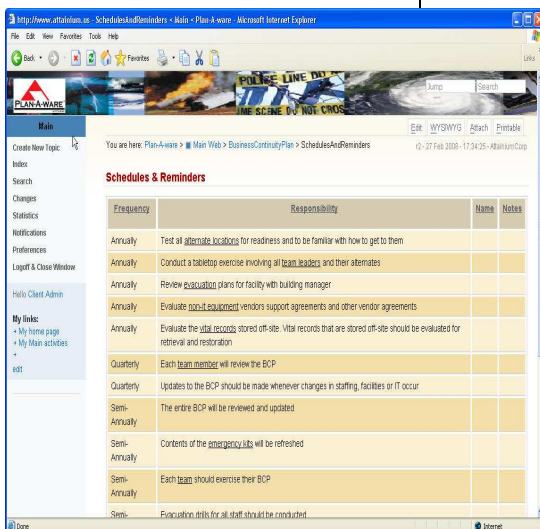 http://www.attainium.us - SchedulesAndReminders < Main < Plan-A-ware - Microsoft Internet Explorer
File Edit View Favorites Tools Help
Back Favorites Links
PLAN-A-WARE
POLICE LINE DO
IME SCENE DO NOT CROS
Jump Search
Main
Edit WYSIWYG Attach Printable
Create New Topic
Index
Search
Changes
Statistics
Notifications
Preferences
Logoff & Close Window
Hello Client Admin
My links:
+ My home page
+ My Main activities
+
edit
You are here: Plan-A-ware > Main Web > BusinessContinuityPlan > SchedulesAndReminders
r2 - 27 Feb 2008 - 17:34:25 - AttainiumCorp
Schedules & Reminders
Frequency Responsibility Name Notes
Annually Test all alternate locations for readiness and to be familiar with how to get to them
Annually Conduct a tabletop exercise involving all team leaders and their alternates
Annually Review evacuation plans for facility with building manager
Annually Evaluate non-it equipment vendors support agreements and other vendor agreements
Annually Evaluate the vital records stored off-site. Vital records that are stored off-site should be evaluated for
retrieval and restoration
Quarterly Each team member will review the BCP
Quarterly Updates to the BCP should be made whenever changes in staffing, facilities or IT occur
Semi- The entire BCP will be reviewed and updated
Annually
Semi- Contents of the emergency kits will be refreshed
Annually
Semi- Each team should exercise their BCP
Annually
Semi- Evacuation drills for all staff should be conducted
Done Internet